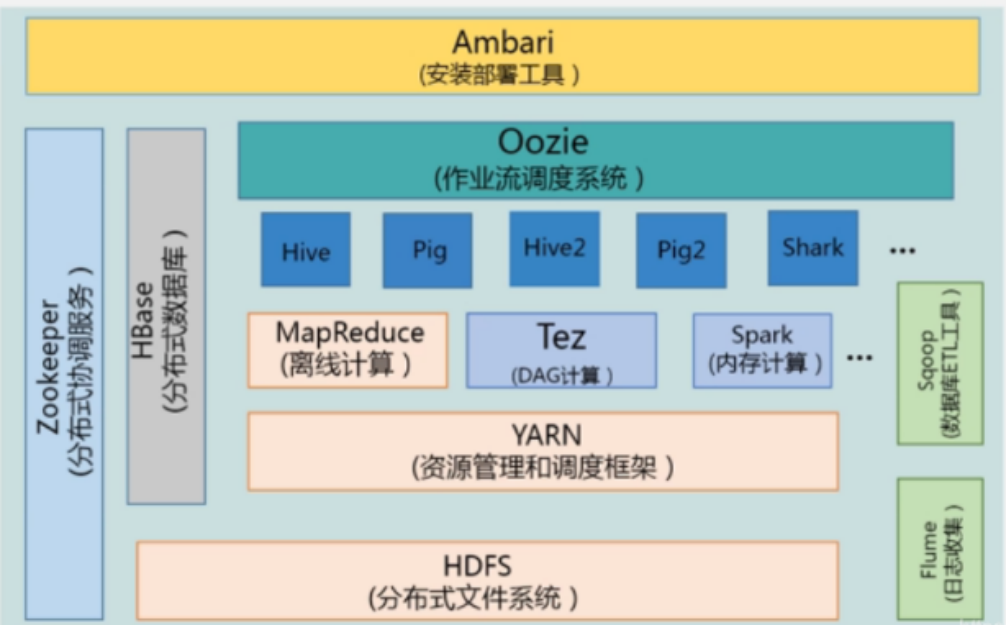 Ambari
(安装部署工具)
Oozie
(作业流调度系统)
Hive
Pig
Hive2
Pig2
Shark
...
Zookeeper
(分布式协调服务)
HBase
(分布式数据库)
MapReduce
(离线计算)
Tez
(DAG计算)
Spark
(内存计算)
...
Sqoop
(数据库ETL工具)
YARN
(资源管理和调度框架)
Flume
(日志收集)
HDFS
(分布式文件系统)